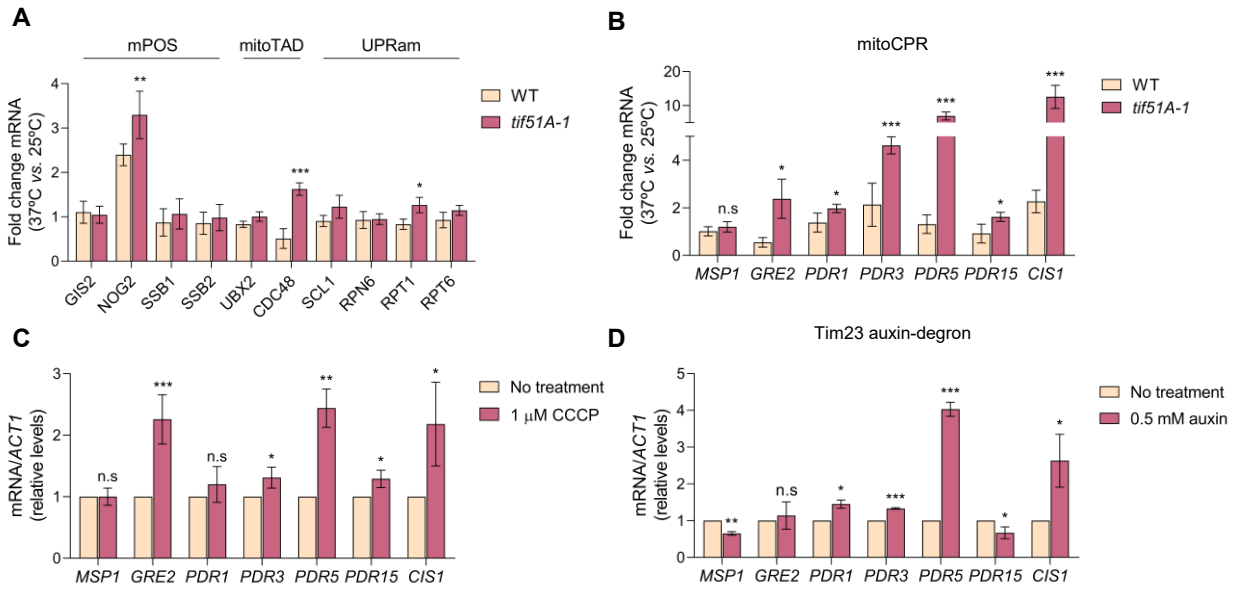 A
mPOS mitoTAD UPRam
Fold change mRNA
(37ºC vs. 25ºC)
4
3
2
1
0
** *** *
WT
tif51A-1
GIS2 NOG2 SSB1 SSB2 UBX2 CDC48 SCL1 RPN6 RPT1 RPT6
B
mitoCPR
Fold change mRNA
(37ºC vs. 25ºC)
20
10
4
2
0
n.s * * *** *** * ***
WT
tif51A-1
MSP1 GRE2 PDR1 PDR3 PDR5 PDR15 CIS1
C
mRNA/ACT1
(relative levels)
3
2
1
0
n.s *** n.s * ** * *
No treatment
1 μM CCCP
MSP1 GRE2 PDR1 PDR3 PDR5 PDR15 CIS1
D
Tim23 auxin-degron
mRNA/ACT1
(relative levels)
5
4
3
2
1
0
** n.s * *** *** * *
No treatment
0.5 mM auxin
MSP1 GRE2 PDR1 PDR3 PDR5 PDR15 CIS1